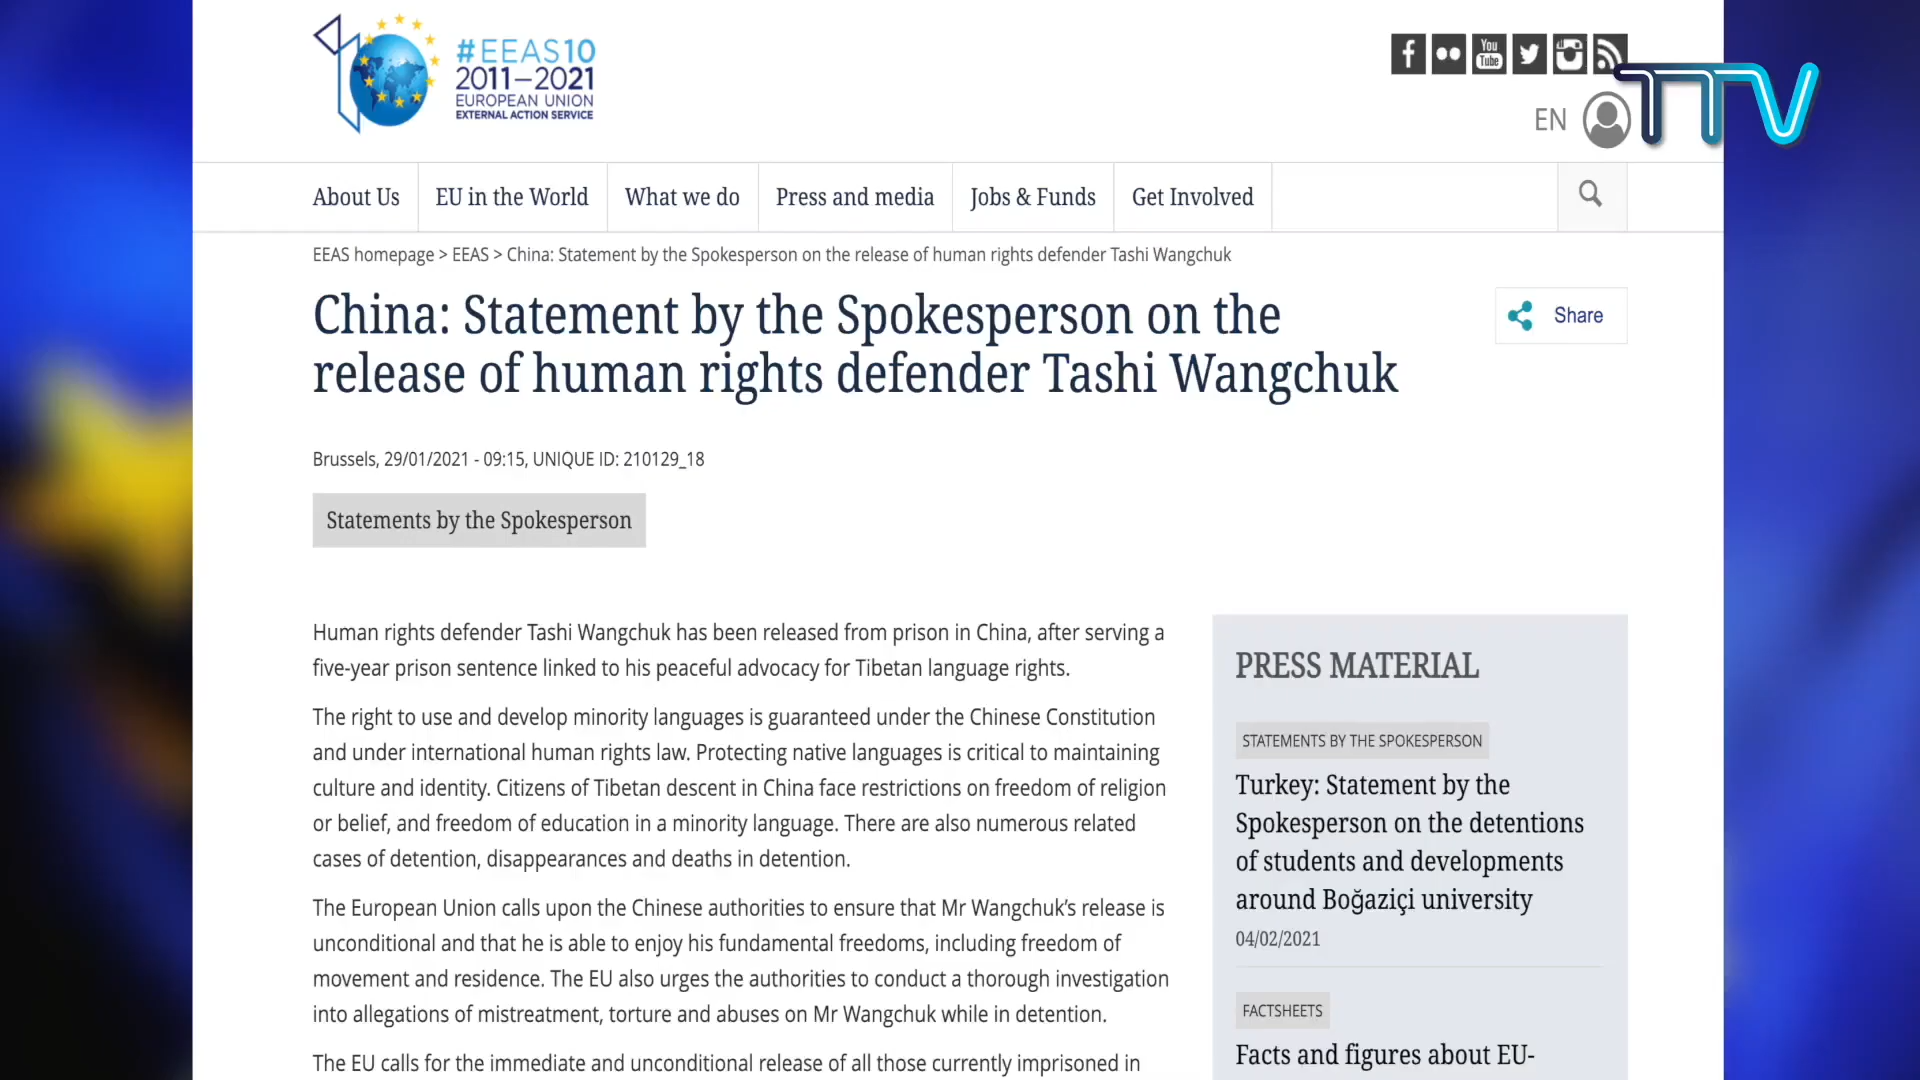 #EEAS10
2011—2021
EUROPEAN UNION
EXTERNAL ACTION SERVICE
You
Tube
TTV
EN
About Us
EU in the World
What we do
Press and media
Jobs & Funds
Get Involved
EEAS homepage > EEAS > China: Statement by the Spokesperson on the release of human rights defender Tashi Wangchuk
China: Statement by the Spokesperson on the
release of human rights defender Tashi Wangchuk
Share
Brussels, 29/01/2021 - 09:15, UNIQUE ID: 210129_18
Statements by the Spokesperson
Human rights defender Tashi Wangchuk has been released from prison in China, after serving a
five-year prison sentence linked to his peaceful advocacy for Tibetan language rights.
The right to use and develop minority languages is guaranteed under the Chinese Constitution
and under international human rights law. Protecting native languages is critical to maintaining
culture and identity. Citizens of Tibetan descent in China face restrictions on freedom of religion
or belief, and freedom of education in a minority language. There are also numerous related
cases of detention, disappearances and deaths in detention.
The European Union calls upon the Chinese authorities to ensure that Mr Wangchuk’s release is
unconditional and that he is able to enjoy his fundamental freedoms, including freedom of
movement and residence. The EU also urges the authorities to conduct a thorough investigation
into allegations of mistreatment, torture and abuses on Mr Wangchuk while in detention.
The EU calls for the immediate and unconditional release of all those currently imprisoned in
PRESS MATERIAL
STATEMENTS BY THE SPOKESPERSON
Turkey: Statement by the
Spokesperson on the detentions
of students and developments
around Boğaziçi university
04/02/2021
FACTSHEETS
Facts and figures about EU-